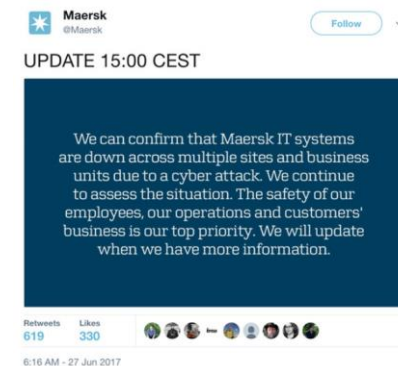 Maersk
@Maersk
Follow
UPDATE 15:00 CEST
We can confirm that Maersk IT systems
are down across multiple sites and business
units due to a cyber attack. We continue
to assess the situation. The safety of our
employees, our operations and customers'
business is our top priority. We will update
when we have more information.
Retweets Likes
619 330
6:16 AM - 27 Jun 2017